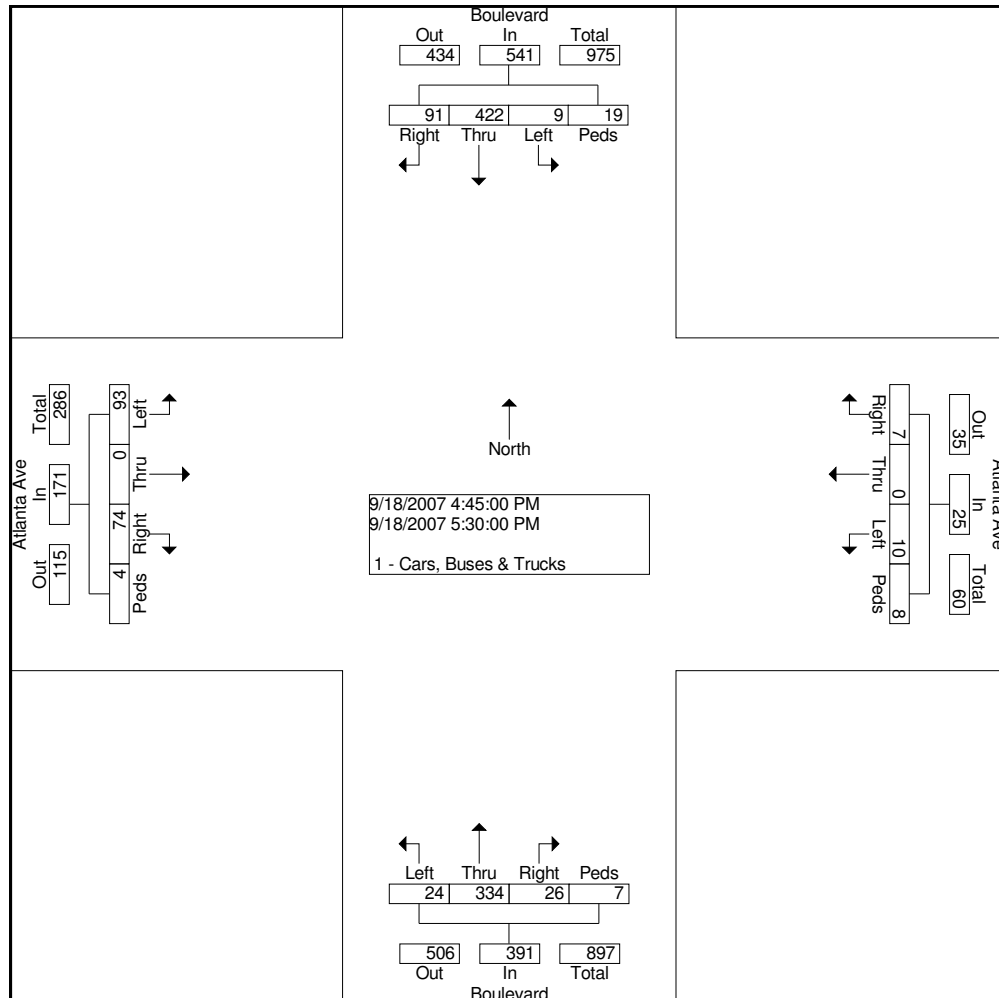 Boulevard
Out In Total
434 541 975
91 422 9 19
Right Thru Left Peds
Atlanta Ave
Total In Out
286 171 115
93 0 74 4
Left Thru Right Peds
North
9/18/2007 4:45:00 PM
9/18/2007 5:30:00 PM
1 - Cars, Buses & Trucks
Right Thru Left Peds
7 0 10 8
Out In Total
35 25 60
Atlanta Ave
Left Thru Right Peds
24 334 26 7
506 391 897
Out In Total
Boulevard